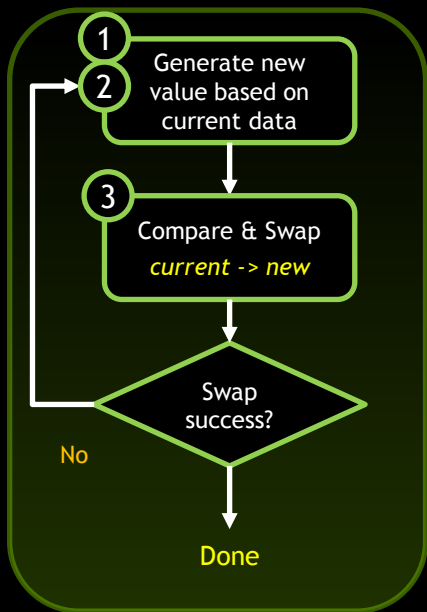 1
2
Generate new
value based on
current data
3
Compare & Swap
current -> new
Swap
success?
No
Done